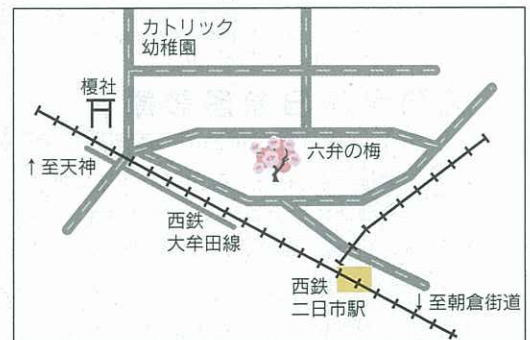 カトリック
幼稚園
榎社
六弁の梅
↑至天神
西鉄
大牟田線
西鉄
二日市駅
↓至朝倉街道